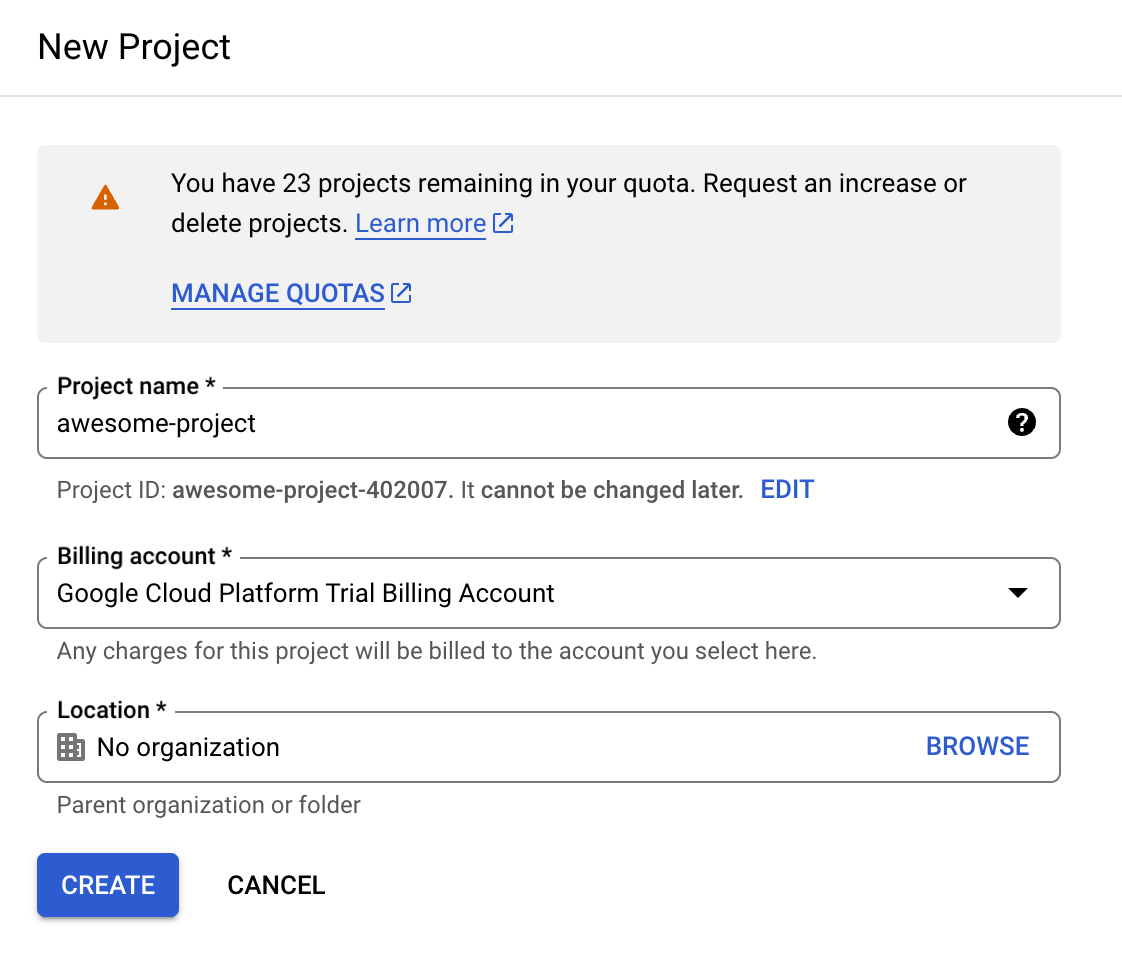 New Project
You have 23 projects remaining in your quota. Request an increase or
delete projects. Learn more
MANAGE QUOTAS
Project name *
awesome-project
Project ID: awesome-project-402007. It cannot be changed later. EDIT
Billing account *
Google Cloud Platform Trial Billing Account
Any charges for this project will be billed to the account you select here.
Location *
No organization BROWSE
Parent organization or folder
CREATE CANCEL